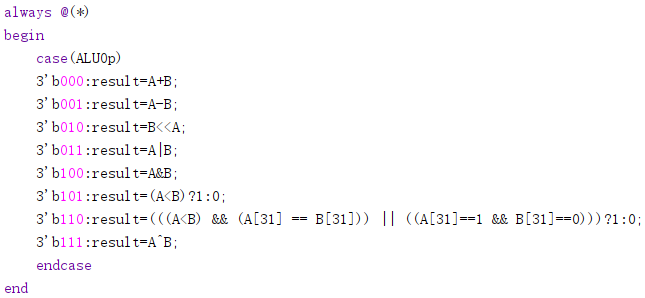 always @(*)
begin
    case(ALUOp)
    3'b000:result=A+B;
    3'b001:result=A-B;
    3'b010:result=B<<A;
    3'b011:result=A|B;
    3'b100:result=A&B;
    3'b101:result=(A<B)?1:0;
    3'b110:result=(((A<B) && (A[31] == B[31])) || ((A[31]==1 && B[31]==0)))?1:0;
    3'b111:result=A^B;
    endcase
end